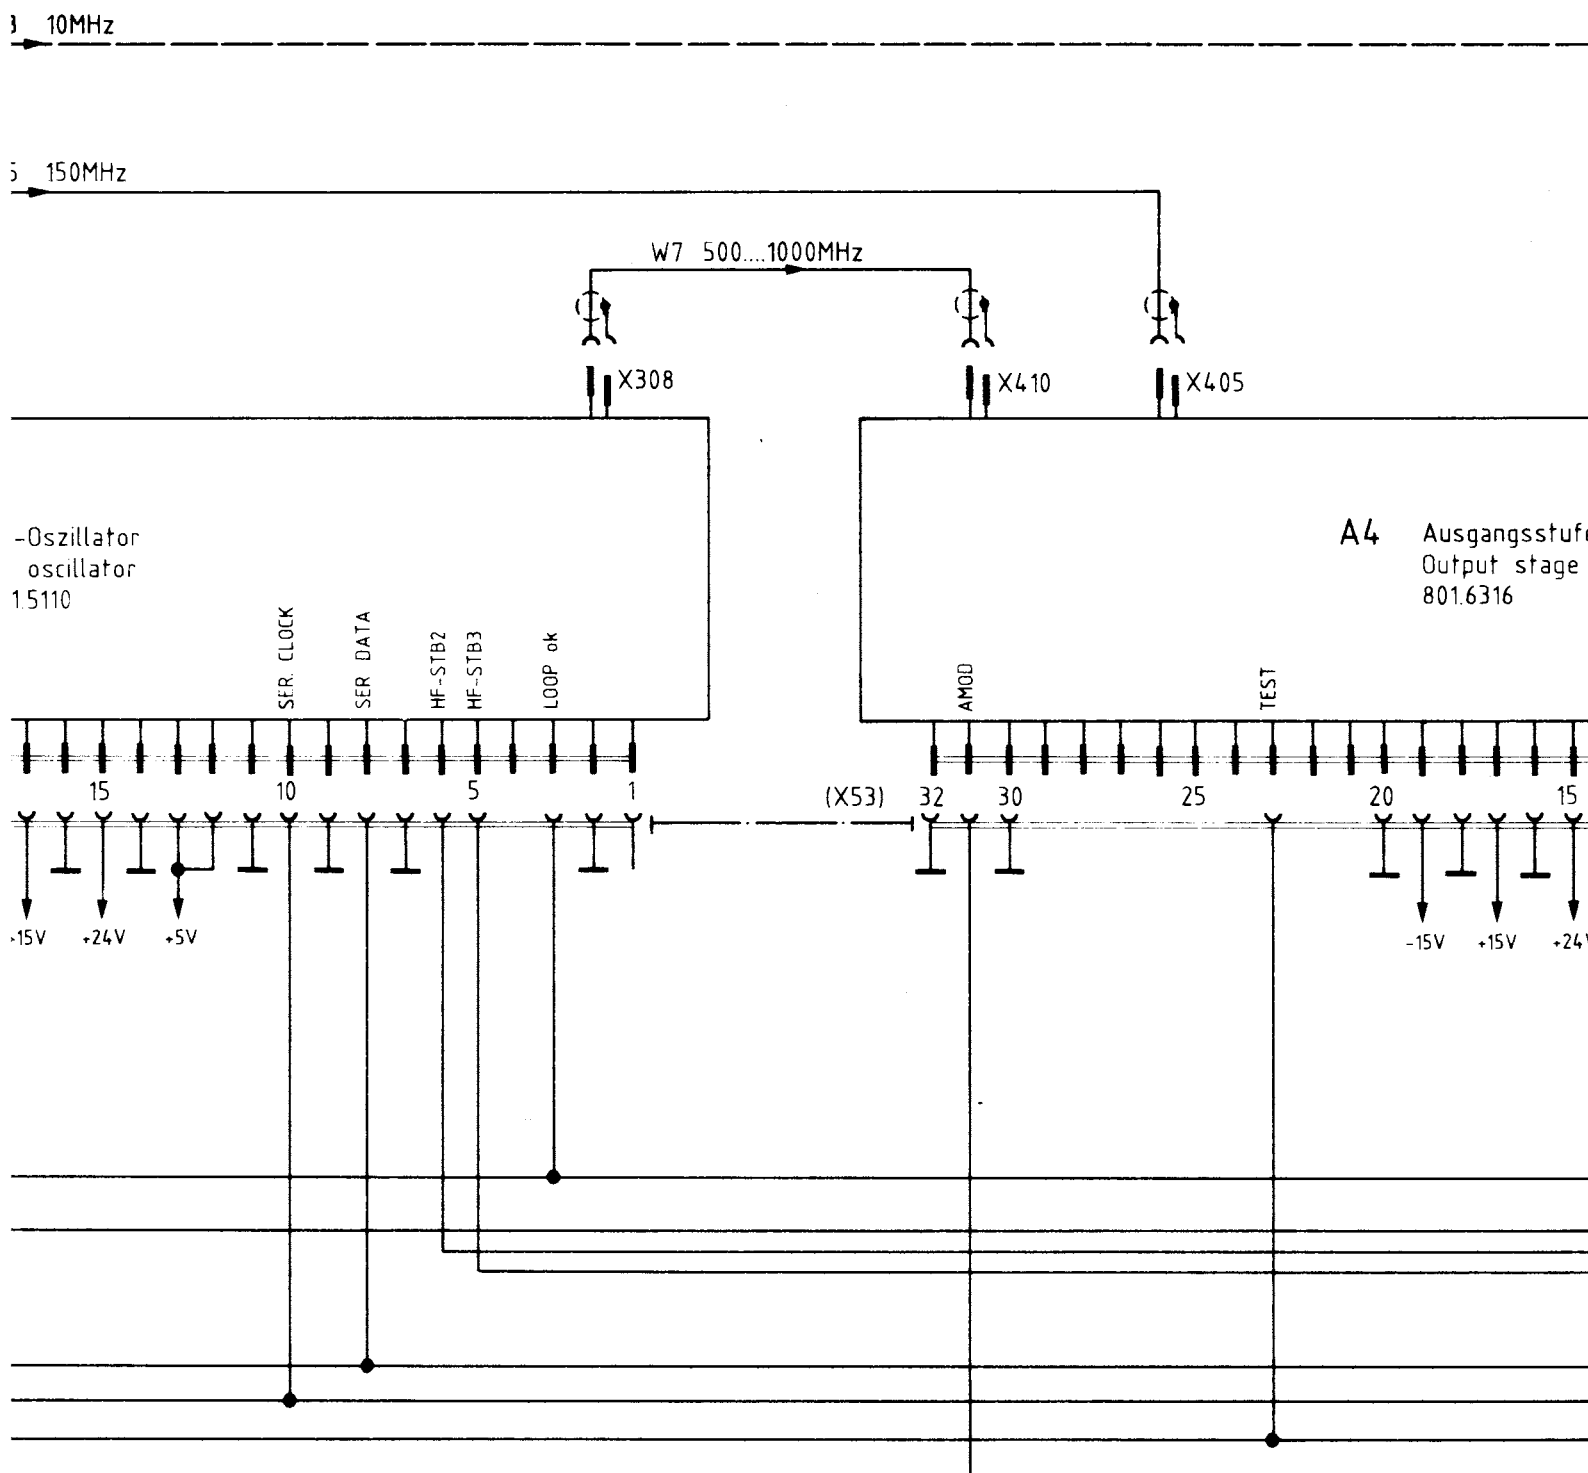 10MHz
150MHz
W7 500....1000MHz
X308
X410
X405
-Oszillator
oscillator
1.5110
A4 Ausgangsstufe
Output stage
801.6316
SER. CLOCK
SER DATA
HF-STB2
HF-STB3
LOOP ok
AMOD
TEST
15 10 5 1 (X53) 32 30 25 20 15
+15V +24V +5V -15V +15V +24V